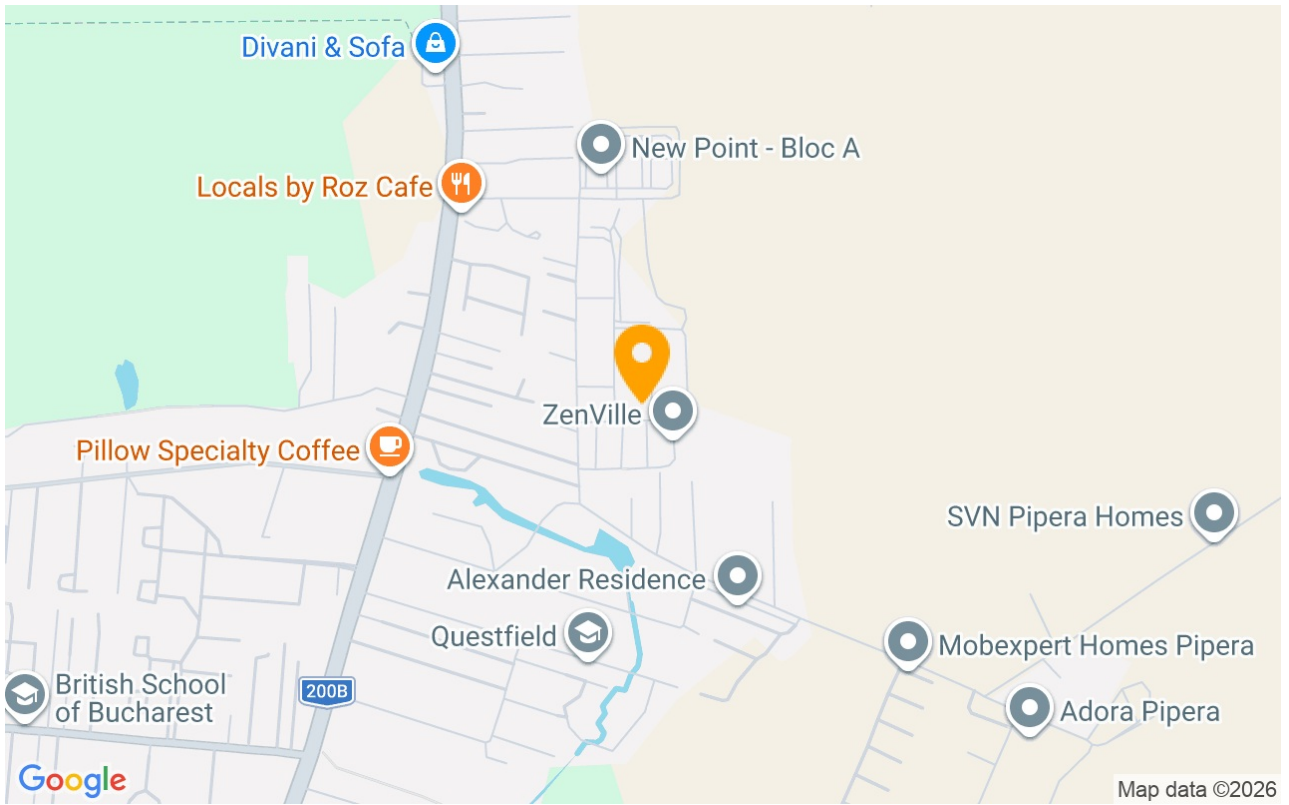 Divani & Sofa
New Point - Bloc A
Locals by Roz Cafe
ZenVille
Pillow Specialty Coffee
SVN Pipera Homes
Alexander Residence
Questfield
Mobexpert Homes Pipera
British School
of Bucharest
200B
Adora Pipera
Google
Map data ©2026